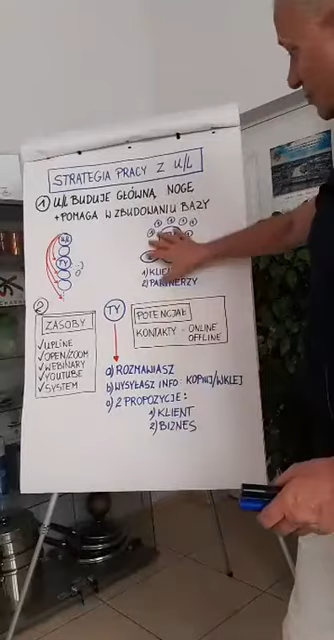 STRATEGIA PRACY Z U/L
1 U/L BUDUJE GŁÓWNĄ NOGĘ
+ POMAGA W ZBUDOWANIU BAZY
TY
1) KLIE
2) PARTNERZY
2
ZASOBY
✓ UPLINE
✓ OPEN/ZOOM
✓ WEBINARY
✓ YOUTUBE
✓ SYSTEM
TY
POTENCJAŁ
KONTAKTY - ONLINE
OFFLINE
a) ROZMAWIASZ
b) WYSYŁASZ INFO: KOPIUJ/WKLEJ
c) 2 PROPOZYCJE:
1) KLIENT
2) BIZNES